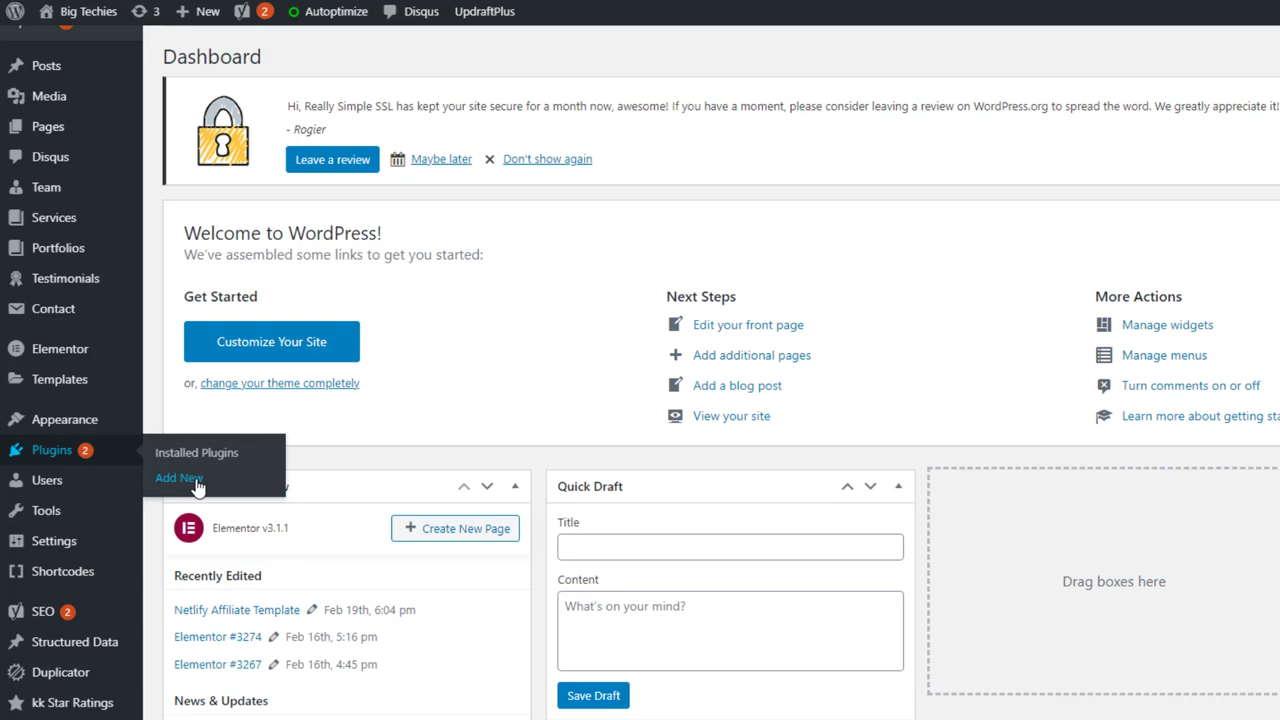 Big Techies
3
New
2
Autoptimize
Disqus
UpdraftPlus
Posts
Media
Pages
Disqus
Team
Services
Portfolios
Testimonials
Contact
Elementor
Templates
Appearance
Plugins 2
Installed Plugins
Add New
Users
Tools
Settings
Shortcodes
SEO 2
Structured Data
Duplicator
kk Star Ratings
Dashboard
Hi, Really Simple SSL has kept your site secure for a month now, awesome! If you have a moment, please consider leaving a review on WordPress.org to spread the word. We greatly appreciate it!
- Rogier
Leave a review
Maybe later
Don't show again
Welcome to WordPress!
We've assembled some links to get you started:
Get Started
Customize Your Site
or, change your theme completely
Next Steps
Edit your front page
Add additional pages
Add a blog post
View your site
More Actions
Manage widgets
Manage menus
Turn comments on or off
Learn more about getting
Elementor v3.1.1
Create New Page
Recently Edited
Netlify Affiliate Template Feb 19th, 6:04 pm
Elementor #3274 Feb 16th, 5:16 pm
Elementor #3267 Feb 16th, 4:45 pm
News & Updates
Quick Draft
Title
Content
What's on your mind?
Save Draft
Drag boxes here